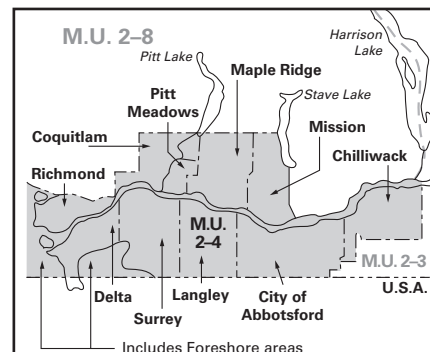 M.U. 2–8
Harrison
Lake
Pitt Lake
Maple Ridge
Pitt
Meadows
Stave Lake
Coquitlam
Mission
Richmond
Chilliwack
M.U.
2–4
M.U. 2–3
U.S.A.
Delta
Langley
City of
Abbotsford
Surrey
Includes Foreshore areas